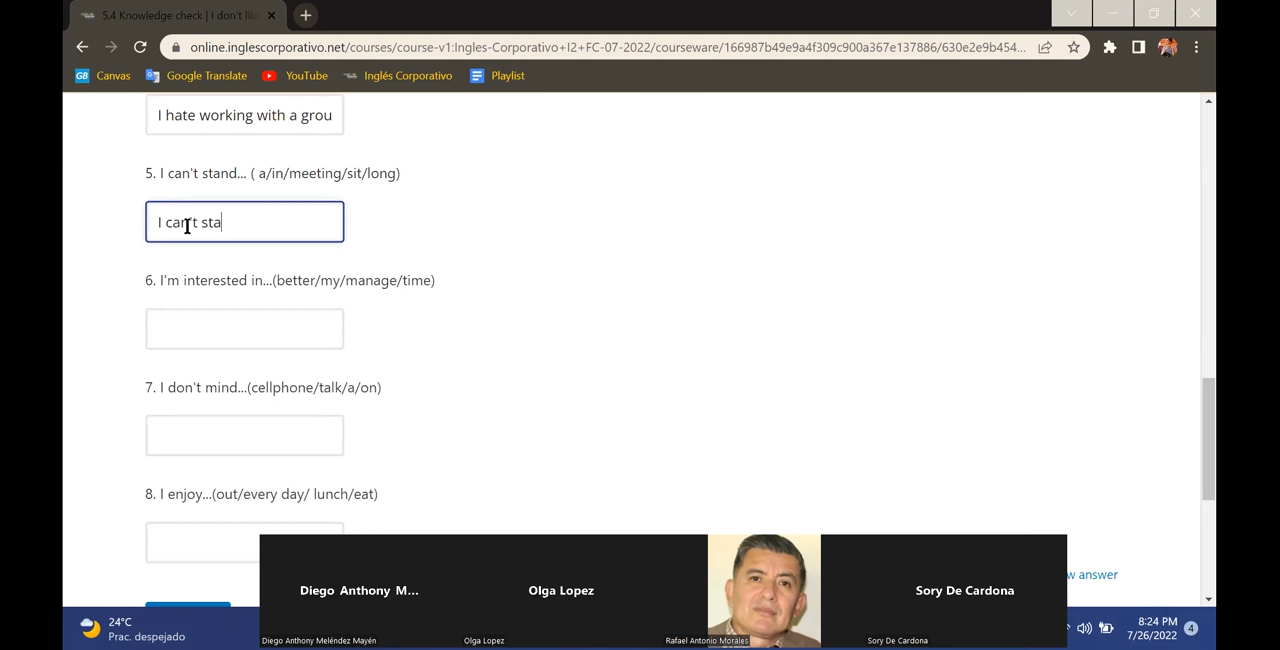 5.4 Knowledge check | I don't lik
online.inglescorporativo.net/courses/course-v1:Ingles-Corporativo+I2+FC-07-2022/courseware/166987b49e9a4f309c900a367e137886/630e2e9b454...
GB Canvas Google Translate YouTube Inglés Corporativo Playlist
I hate working with a grou
5. I can't stand... ( a/in/meeting/sit/long)
I can't sta
6. I'm interested in...(better/my/manage/time)
7. I don't mind...(cellphone/talk/a/on)
8. I enjoy...(out/every day/ lunch/eat)
w answer
Diego Anthony M... Olga Lopez Sory De Cardona
Diego Anthony Meléndez Mayén Olga Lopez Rafael Antonio Morales Sory De Cardona
24°C
Prac. despejado
8:24 PM
7/26/2022
4